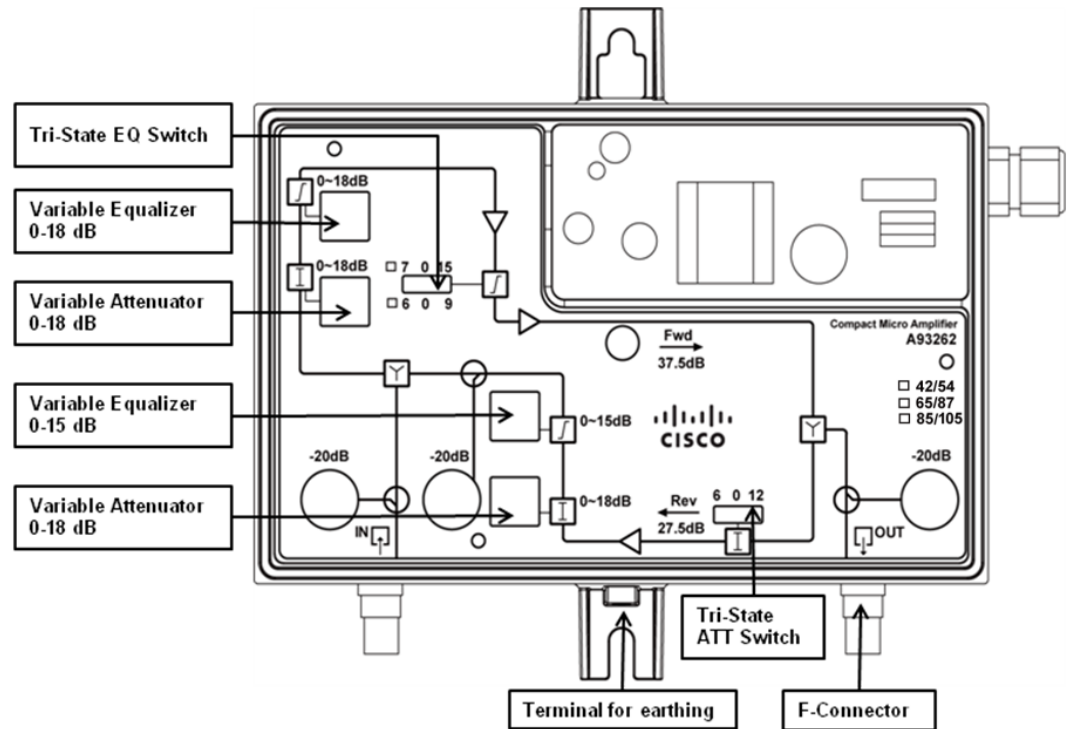 Tri-State EQ Switch
Variable Equalizer
0-18 dB
Variable Attenuator
0-18 dB
Variable Equalizer
0-15 dB
Variable Attenuator
0-18 dB
0~18dB
0~18dB
7 0 15
6 0 9
Compact Micro Amplifier
A93262
Fwd
37.5dB
42/54
65/87
85/105
0~15dB
CISCO
-20dB
-20dB
-20dB
0~18dB
Rev
27.5dB
6 0 12
IN
OUT
Tri-State
ATT Switch
Terminal for earthing
F-Connector